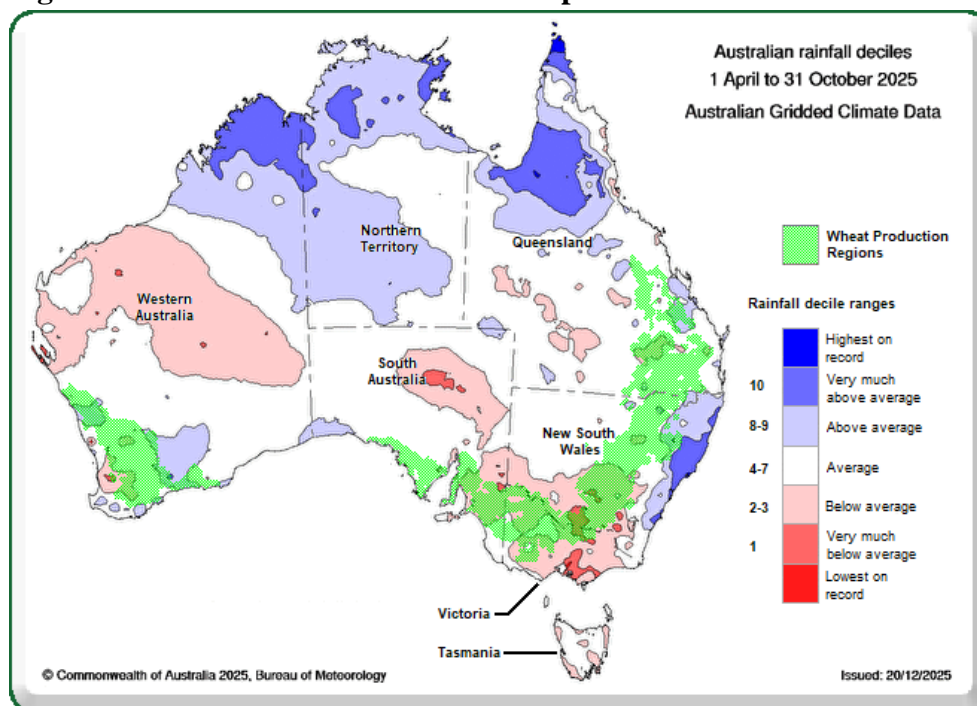 Australian rainfall deciles
1 April to 31 October 2025
Australian Gridded Climate Data
Northern
Territory
Queensland
Wheat Production
Regions
Western
Australia
Rainfall decile ranges
South
Australia
New South
Wales
Highest on
record
10 Very much
above average
8-9 Above average
4-7 Average
2-3 Below average
1 Very much
below average
Lowest on
record
Victoria
Tasmania
© Commonwealth of Australia 2025, Bureau of Meteorology
Issued: 20/12/2025